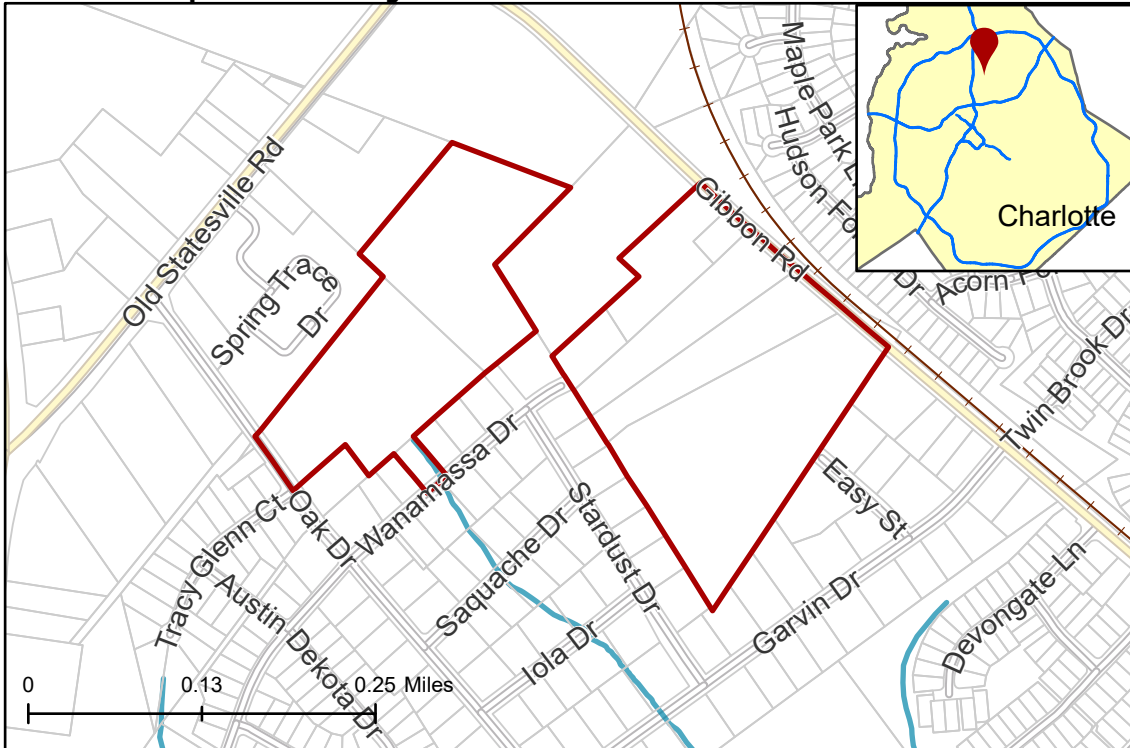 Maple Park L
Hudson Fo
Dr
Acorn Fo
Charlotte
Old Statesville Rd
Gibbon Rd
Spring Trace
Dr
Twin Brook Dr
Wanamassa Dr
Easy St
Tracy Glenn Ct
Oak Dr
Saquache Dr
Stardust Dr
Austin Dekota Dr
Iola Dr
Garvin Dr
Devongate Ln
0
0.13
0.25 Miles